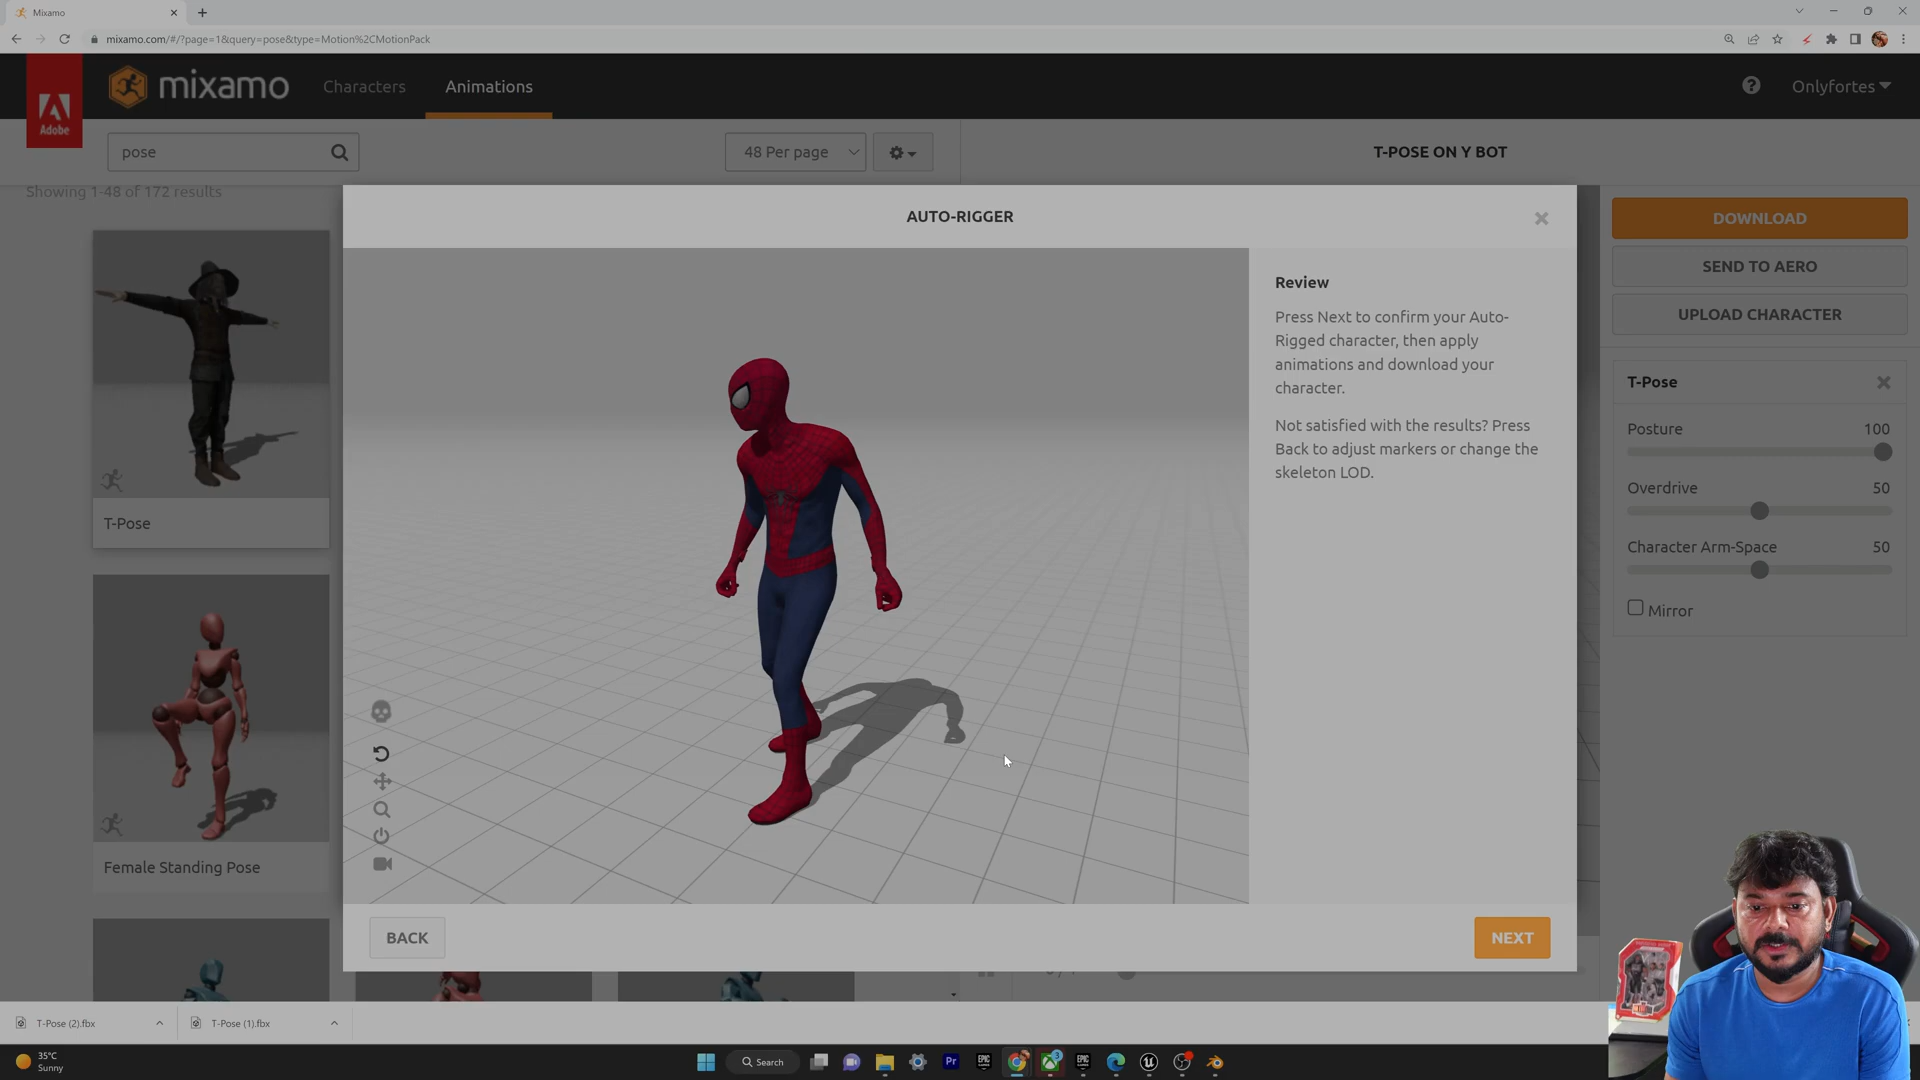 Mixamo
mixamo.com/#/?page=1&query=pose&type=Motion%2CMotionPack
Adobe
mixamo
Characters
Animations
Onlyfortes
pose
48 Per page
T-POSE ON Y BOT
Showing 1-48 of 172 results
AUTO-RIGGER
DOWNLOAD
SEND TO AERO
UPLOAD CHARACTER
Review
Press Next to confirm your Auto-
Rigged character, then apply
animations and download your
character.
Not satisfied with the results? Press
Back to adjust markers or change the
skeleton LOD.
T-Pose
Posture 100
Overdrive 50
Character Arm-Space 50
Mirror
T-Pose
Female Standing Pose
BACK
NEXT
T-Pose (2).fbx
T-Pose (1).fbx
35°C
Sunny
Search
Pr
EPIC
3
EPIC